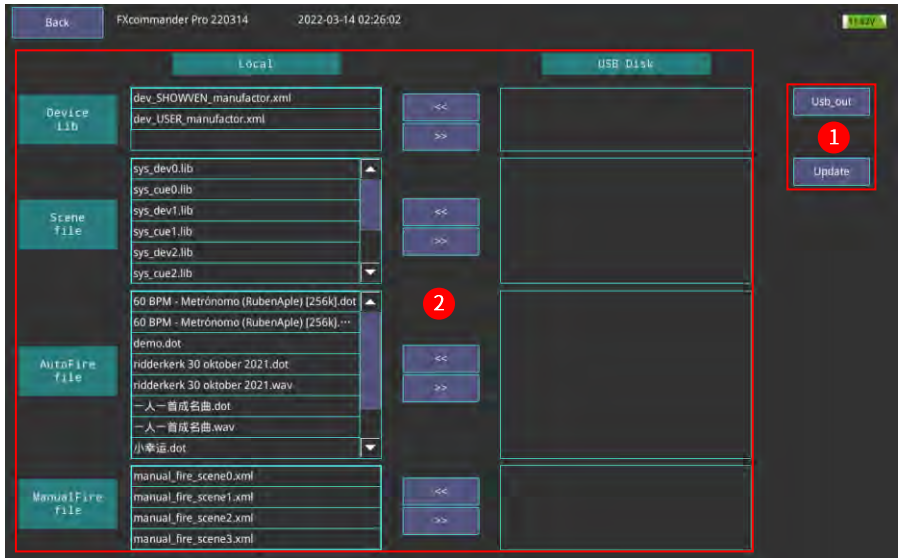 Back
FXcommander Pro 220314
2022-03-14 02:26:02
11.82V
Local
USB Disk
Device
Lib
dev_SHOWVEN_manufactor.xml
dev_USER_manufactor.xml
<<
>>
Usb_out
1
Update
Scene
file
sys_dev0.lib
sys_cue0.lib
sys_dev1.lib
sys_cue1.lib
sys_dev2.lib
sys_cue2.lib
<<
>>
2
AutoFire
file
60 BPM - Metrónomo (RubenAple) [256k].dot
60 BPM - Metrónomo (RubenAple) [256k].···
demo.dot
ridderkerk 30 oktober 2021.dot
ridderkerk 30 oktober 2021.wav
一人一首成名曲.dot
一人一首成名曲.wav
小幸运.dot
<<
>>
ManualFire
file
manual_fire_scene0.xml
manual_fire_scene1.xml
manual_fire_scene2.xml
manual_fire_scene3.xml
<<
>>